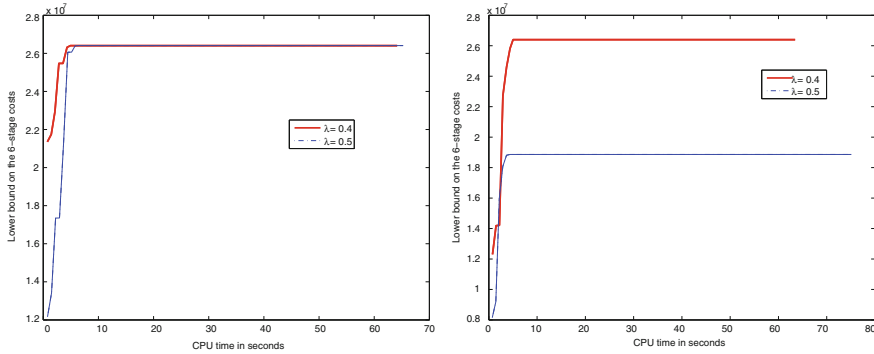 x 10^7
2.8
2.6
2.4
2.2
2
1.8
1.6
1.4
1.2
Lower bound on the 6−stage costs
λ= 0.4
λ= 0.5
0 10 20 30 40 50 60 70
CPU time in seconds
x 10^7
2.8
2.6
2.4
2.2
2
1.8
1.6
1.4
1.2
1
0.8
Lower bound on the 6−stage costs
λ= 0.4
λ= 0.5
0 10 20 30 40 50 60 70 80
CPU time in seconds